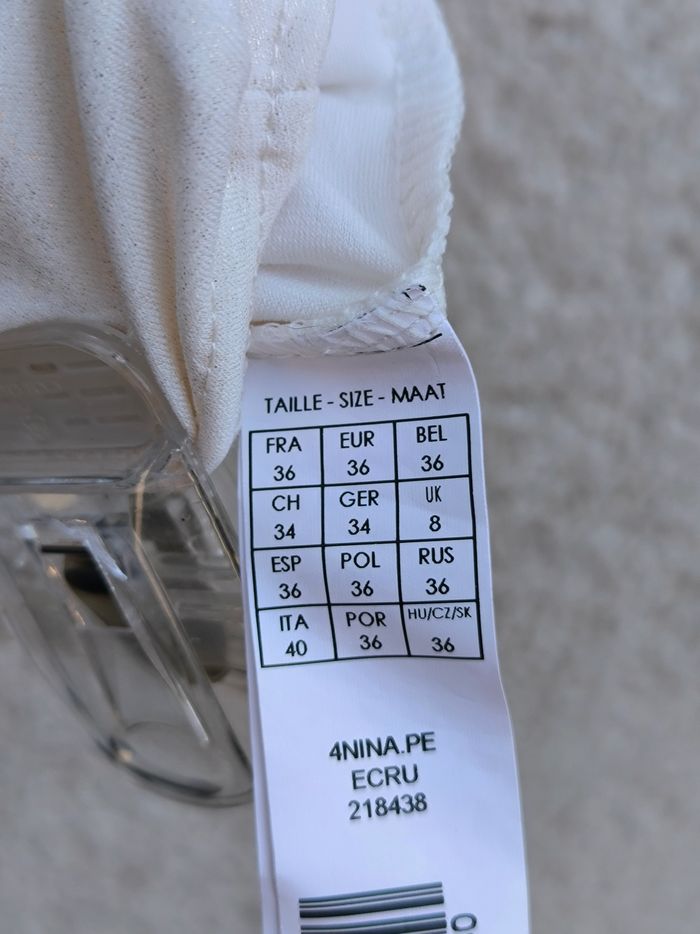 TAILLE - SIZE - MAAT
FRA EUR BEL
36 36 36
CH GER UK
34 34 8
ESP POL RUS
36 36 36
ITA POR HU/CZ/SK
40 36 36
4NINA.PE
ECRU
218438